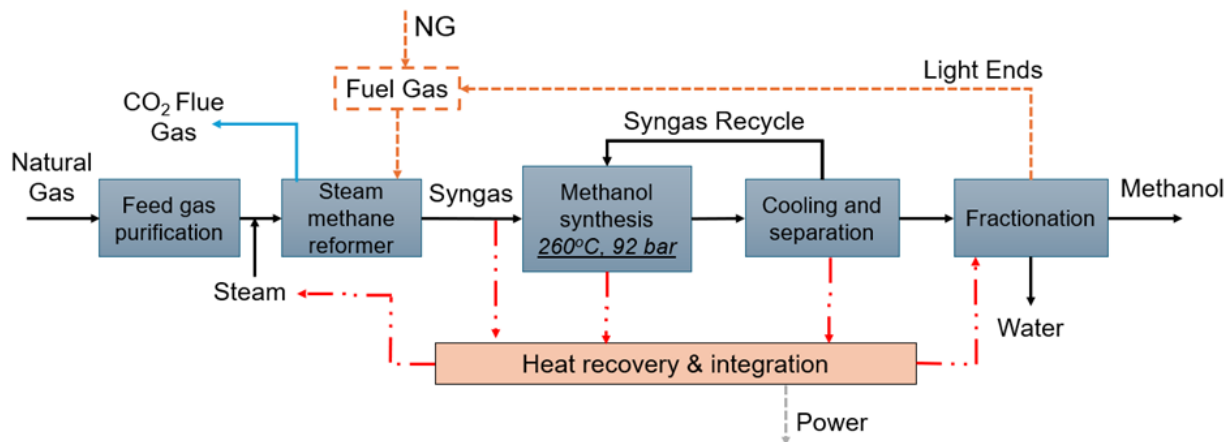 NG
Fuel Gas
Light Ends
CO₂ Flue
Gas
Syngas Recycle
Natural
Gas
Feed gas
purification
Steam
methane
reformer
Syngas
Methanol
synthesis
260°C, 92 bar
Cooling and
separation
Fractionation
Methanol
Steam
Water
Heat recovery & integration
Power